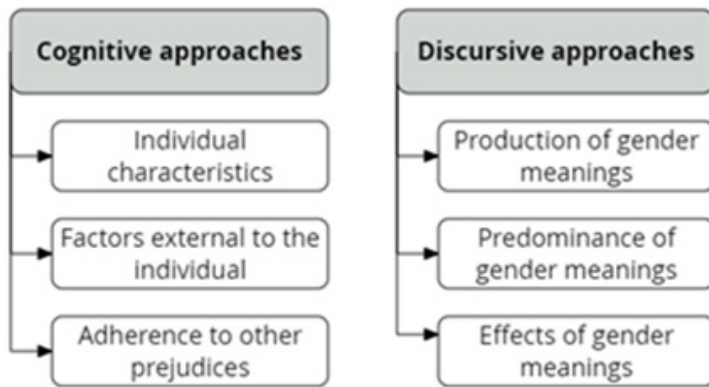 Cognitive approaches
Individual
characteristics
Factors external to the
individual
Adherence to other
prejudices
Discursive approaches
Production of gender
meanings
Predominance of
gender meanings
Effects of gender
meanings